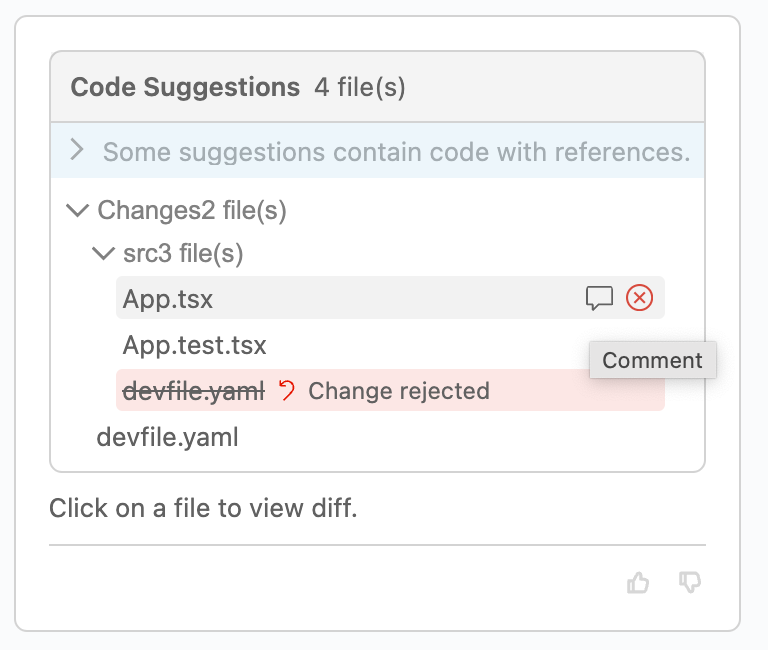 Code Suggestions 4 file(s)
Some suggestions contain code with references.
Changes2 file(s)
src3 file(s)
App.tsx
App.test.tsx
Comment
devfile.yaml Change rejected
devfile.yaml
Click on a file to view diff.